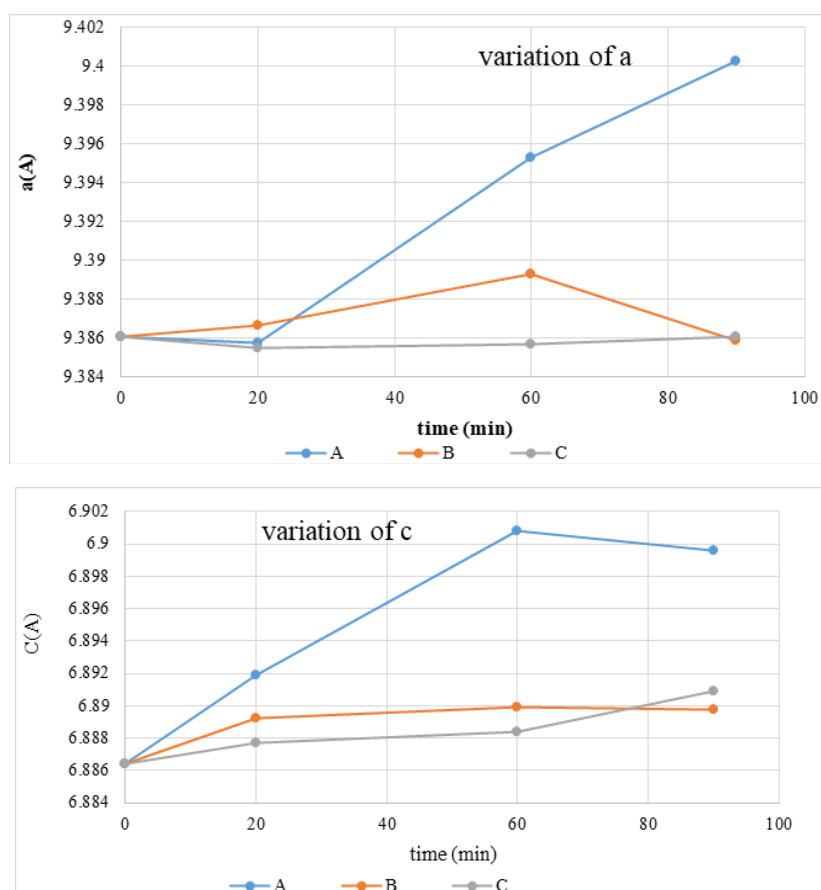 variation of a
9.402
9.4
9.398
9.396
9.394
9.392
9.39
9.388
9.386
9.384
a(A)
0 20 40 60 80 100
time (min)
A B C
variation of c
6.902
6.9
6.898
6.896
6.894
6.892
6.89
6.888
6.886
6.884
C(A)
0 20 40 60 80 100
time (min)
A B C